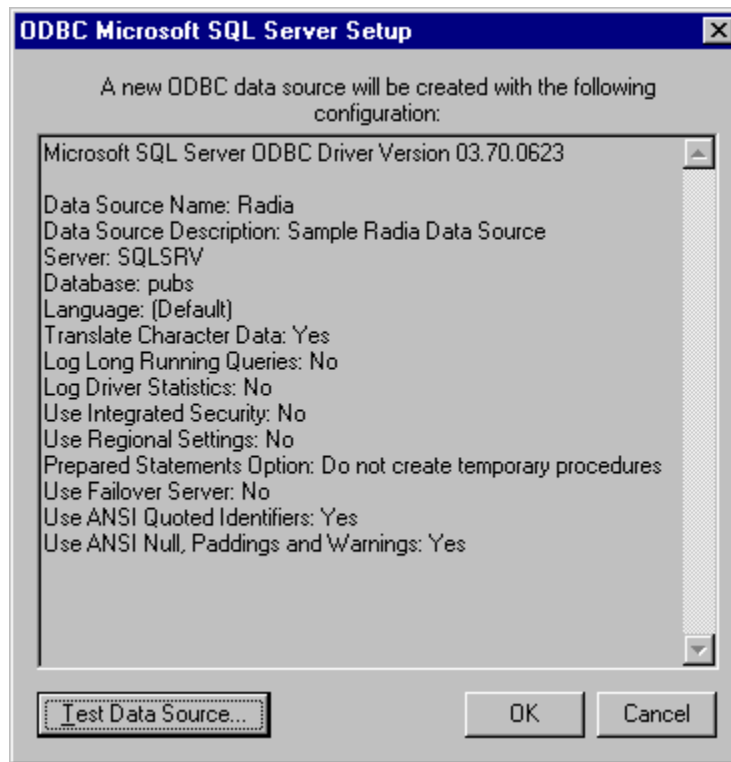 ODBC Microsoft SQL Server Setup
A new ODBC data source will be created with the following
configuration:
Microsoft SQL Server ODBC Driver Version 03.70.0623
Data Source Name: Radia
Data Source Description: Sample Radia Data Source
Server: SQLSRV
Database: pubs
Language: (Default)
Translate Character Data: Yes
Log Long Running Queries: No
Log Driver Statistics: No
Use Integrated Security: No
Use Regional Settings: No
Prepared Statements Option: Do not create temporary procedures
Use Failover Server: No
Use ANSI Quoted Identifiers: Yes
Use ANSI Null, Paddings and Warnings: Yes
Test Data Source...
OK
Cancel